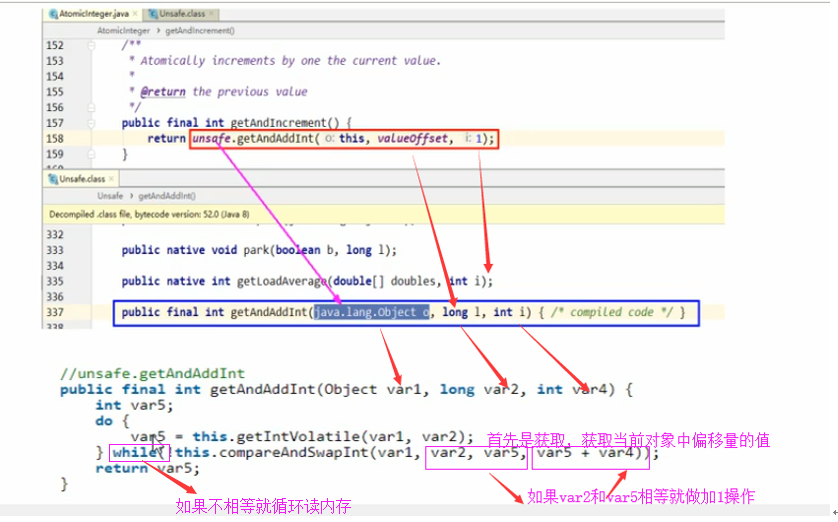 AtomicInteger.java × Unsafe.class ×
AtomicInteger › getAndIncrement()
152 /**
153 * Atomically increments by one the current value.
154 *
155 * @return the previous value
156 */
157 public final int getAndIncrement() {
158 return unsafe.getAndAddInt( o: this, valueOffset, i: 1);
159 }
Unsafe.class ×
Unsafe › getAndAddInt()
Decompiled .class file, bytecode version: 52.0 (Java 8)
332
333 public native void park(boolean b, long l);
334
335 public native int getLoadAverage(double[] doubles, int i);
336
337 public final int getAndAddInt(java.lang.Object o, long l, int i) { /* compiled code */ }
338
//unsafe.getAndAddInt
public final int getAndAddInt(Object var1, long var2, int var4) {
int var5;
do {
var5 = this.getIntVolatile(var1, var2);
首先是获取，获取当前对象中偏移量的值
} while(!this.compareAndSwapInt(var1, var2, var5, var5 + var4));
return var5;
}
如果var2和var5相等就做加1操作
如果不相等就循环读内存